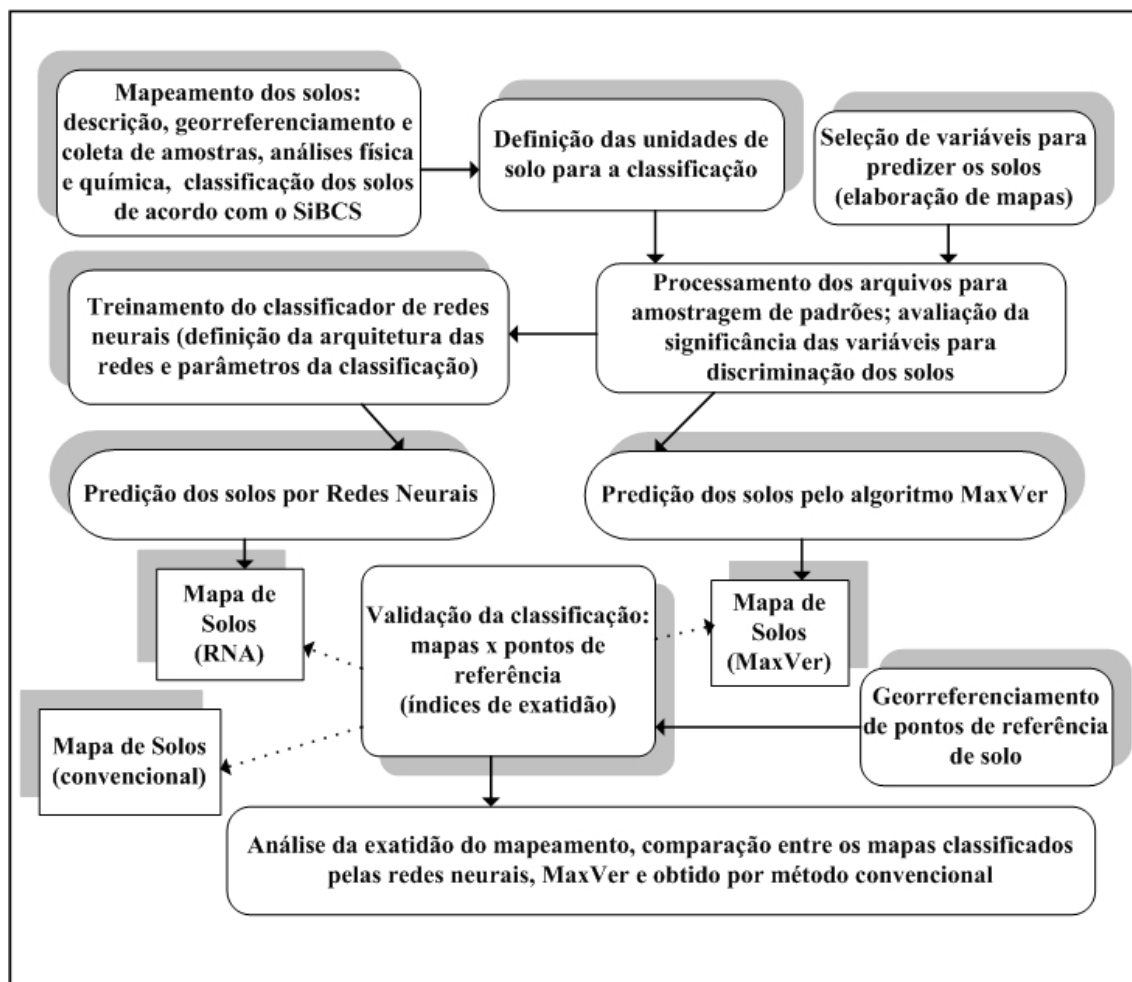 Mapeamento dos solos:
descrição, georreferenciamento e
coleta de amostras, análises física
e química, classificação dos solos
de acordo com o SiBCS
Definição das unidades de
solo para a classificação
Seleção de variáveis para
predizer os solos
(elaboração de mapas)
Treinamento do classificador de redes
neurais (definição da arquitetura das
redes e parâmetros da classificação)
Processamento dos arquivos para
amostragem de padrões; avaliação da
significância das variáveis para
discriminação dos solos
Predição dos solos por Redes Neurais
Predição dos solos pelo algoritmo MaxVer
Mapa de
Solos
(RNA)
Validação da classificação:
mapas x pontos de
referência
(índices de exatidão)
Mapa de
Solos
(MaxVer)
Mapa de Solos
(convencional)
Georreferenciamento
de pontos de referência
de solo
Análise da exatidão do mapeamento, comparação entre os mapas classificados
pelas redes neurais, MaxVer e obtido por método convencional